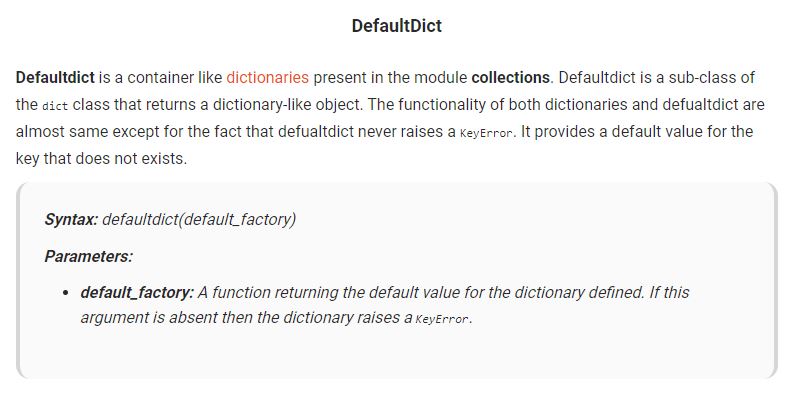 DefaultDict
Defaultdict is a container like dictionaries present in the module collections. Defaultdict is a sub-class of
the dict class that returns a dictionary-like object. The functionality of both dictionaries and defualtdict are
almost same except for the fact that defualtdict never raises a KeyError. It provides a default value for the
key that does not exists.
Syntax: defaultdict(default_factory)
Parameters:
• default_factory: A function returning the default value for the dictionary defined. If this
argument is absent then the dictionary raises a KeyError.